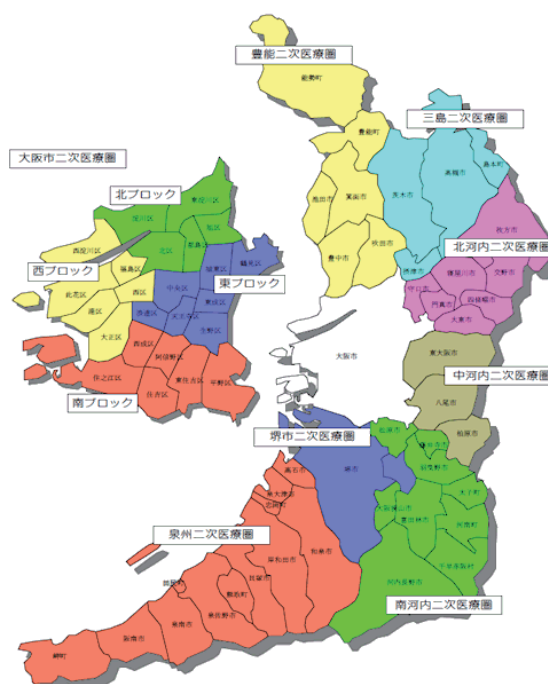 豊能二次医療圏
能勢町
三島二次医療圏
豊能町
島本町
高槻市
茨木市
大阪市二次医療圏
北ブロック
東淀川区
淀川区
旭区
北区
都島区
池田市
箕面市
枚方市
西淀川区
吹田市
北河内二次医療圏
西ブロック
福島区
城東区
鶴見区
豊中市
摂津市
寝屋川市
交野市
東ブロック
此花区
西区
中央区
東成区
守口市
門真市
四條畷市
港区
浪速区
天王寺区
生野区
大東市
大正区
西成区
阿倍野区
東大阪市
大阪市
住之江区
住吉区
東住吉区
平野区
中河内二次医療圏
南ブロック
八尾市
堺市二次医療圏
松原市
柏原市
藤井寺市
羽曳野市
高石市
堺市
泉大津市
忠岡町
太子町
大阪狭山市
富田林市
河南町
泉州二次医療圏
和泉市
岸和田市
千早赤阪村
貝塚市
河内長野市
田尻町
熊取町
南河内二次医療圏
泉佐野市
泉南市
阪南市
岬町